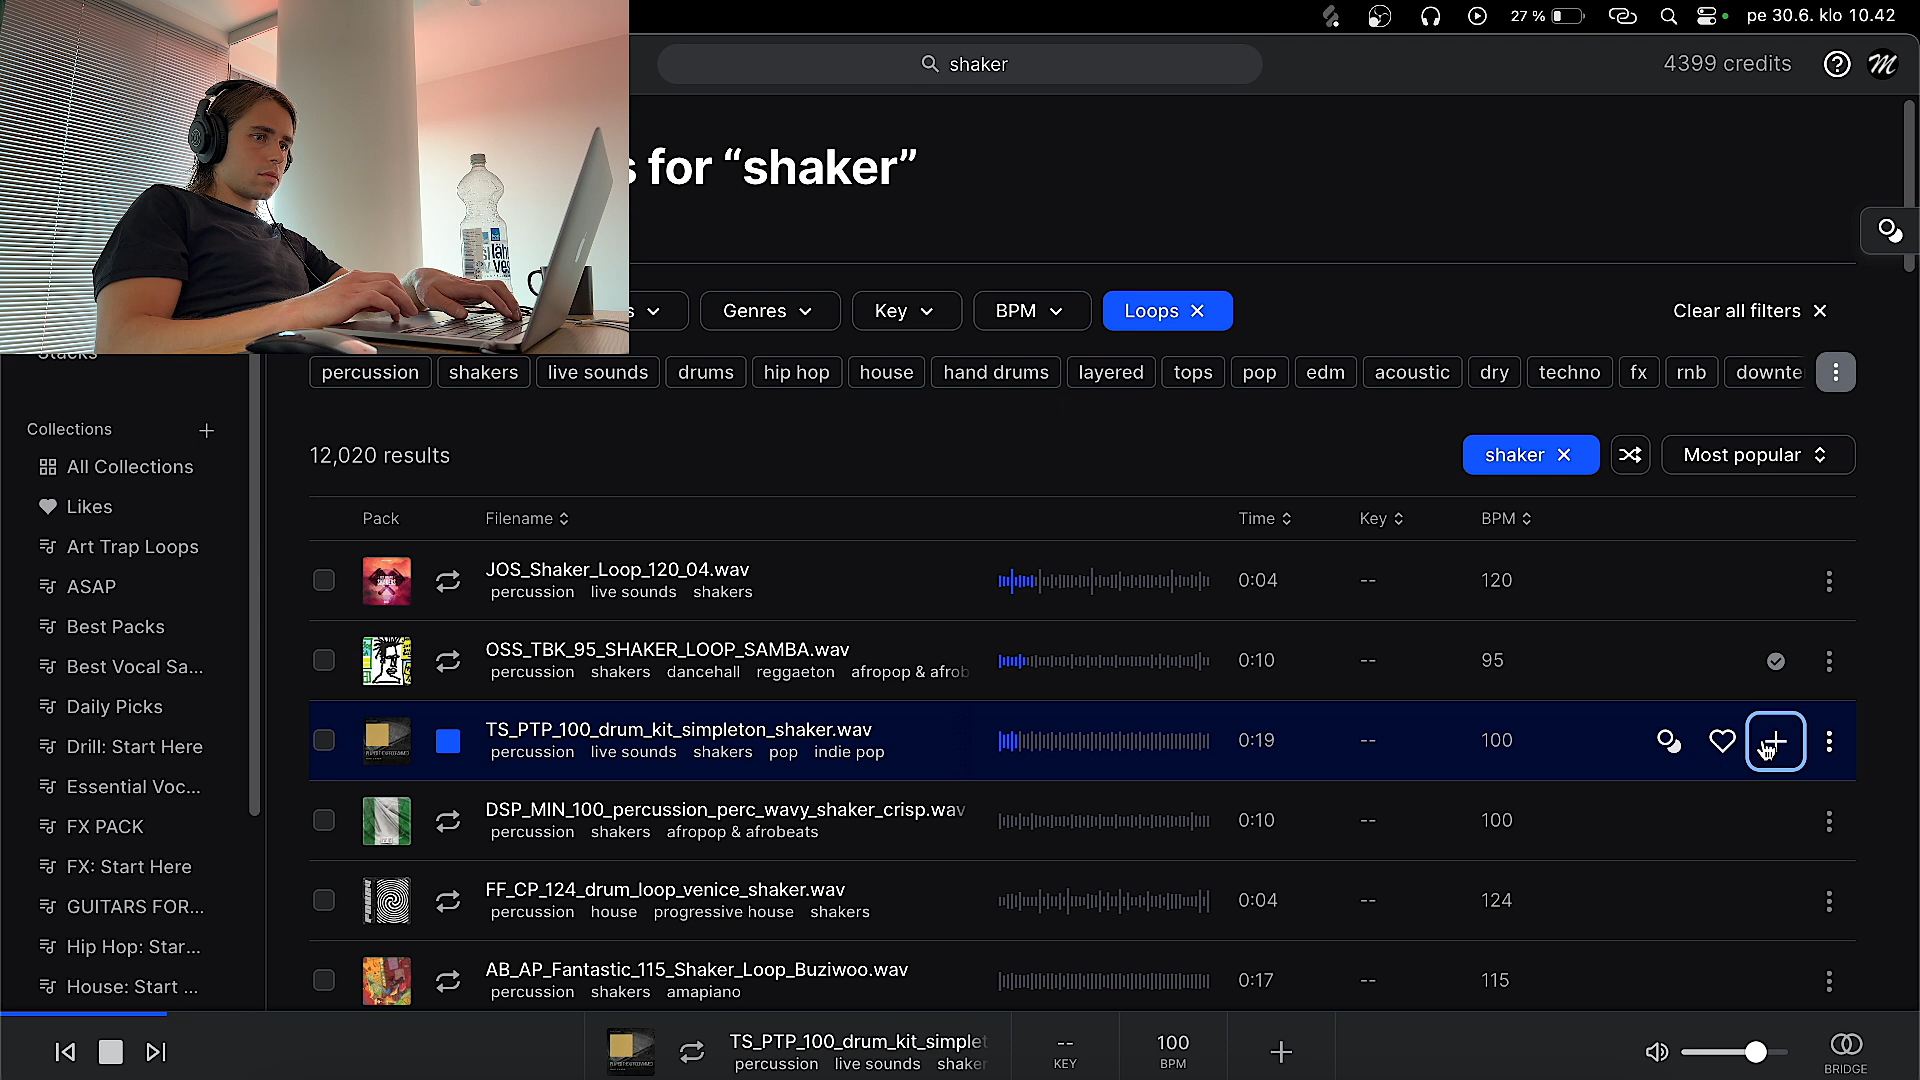 27 %
pe 30.6. klo 10.42
shaker
4399 credits
s for “shaker”
Genres
Key
BPM
Loops
Clear all filters
Stacks
percussion
shakers
live sounds
drums
hip hop
house
hand drums
layered
tops
pop
edm
acoustic
dry
techno
fx
rnb
downte
Collections
All Collections
Likes
Art Trap Loops
ASAP
Best Packs
Best Vocal Sa...
Daily Picks
Drill: Start Here
Essential Voc...
FX PACK
FX: Start Here
GUITARS FOR...
Hip Hop: Star...
House: Start ...
12,020 results
shaker
Most popular
Pack
Filename
Time
Key
BPM
JOS_Shaker_Loop_120_04.wav
percussion live sounds shakers
0:04
--
120
OSS_TBK_95_SHAKER_LOOP_SAMBA.wav
percussion shakers dancehall reggaeton afropop & afrob
0:10
--
95
TS_PTP_100_drum_kit_simpleton_shaker.wav
percussion live sounds shakers pop indie pop
0:19
--
100
DSP_MIN_100_percussion_perc_wavy_shaker_crisp.wav
percussion shakers afropop & afrobeats
0:10
--
100
FF_CP_124_drum_loop_venice_shaker.wav
percussion house progressive house shakers
0:04
--
124
AB_AP_Fantastic_115_Shaker_Loop_Buziwoo.wav
percussion shakers amapiano
0:17
--
115
TS_PTP_100_drum_kit_simplet
percussion live sounds shaker
--
KEY
100
BPM
BRIDGE